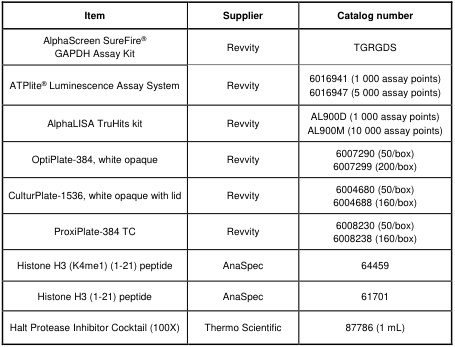 Item Supplier Catalog number
AlphaScreen SureFire®
GAPDH Assay Kit
Revvity TGRGDS
ATPlite® Luminescence Assay System Revvity
6016941 (1 000 assay points)
6016947 (5 000 assay points)
AlphaLISA TruHits kit Revvity
AL900D (1 000 assay points)
AL900M (10 000 assay points)
OptiPlate-384, white opaque Revvity
6007290 (50/box)
6007299 (200/box)
CulturPlate-1536, white opaque with lid Revvity
6004680 (50/box)
6004688 (160/box)
ProxiPlate-384 TC Revvity
6008230 (50/box)
6008238 (160/box)
Histone H3 (K4me1) (1-21) peptide AnaSpec 64459
Histone H3 (1-21) peptide AnaSpec 61701
Halt Protease Inhibitor Cocktail (100X) Thermo Scientific 87786 (1 mL)